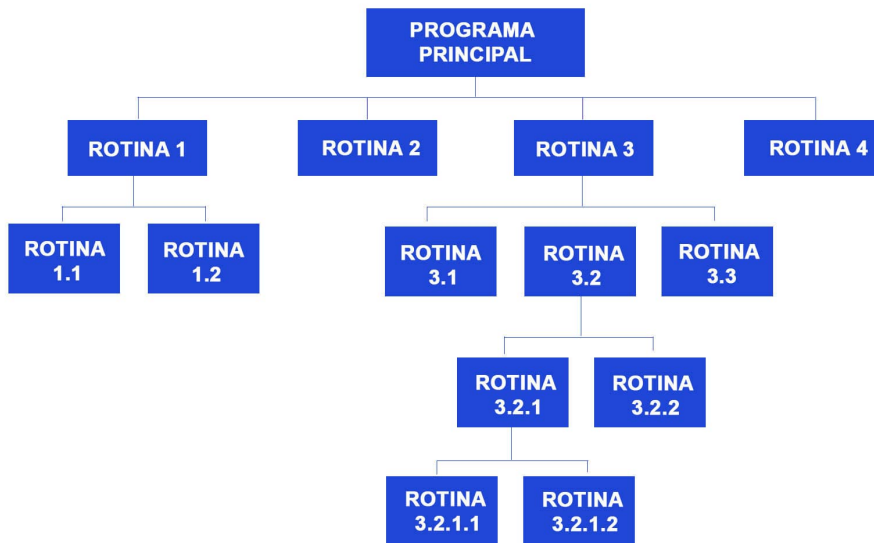 PROGRAMA
PRINCIPAL
ROTINA 1
ROTINA 2
ROTINA 3
ROTINA 4
ROTINA
1.1
ROTINA
1.2
ROTINA
3.1
ROTINA
3.2
ROTINA
3.3
ROTINA
3.2.1
ROTINA
3.2.2
ROTINA
3.2.1.1
ROTINA
3.2.1.2